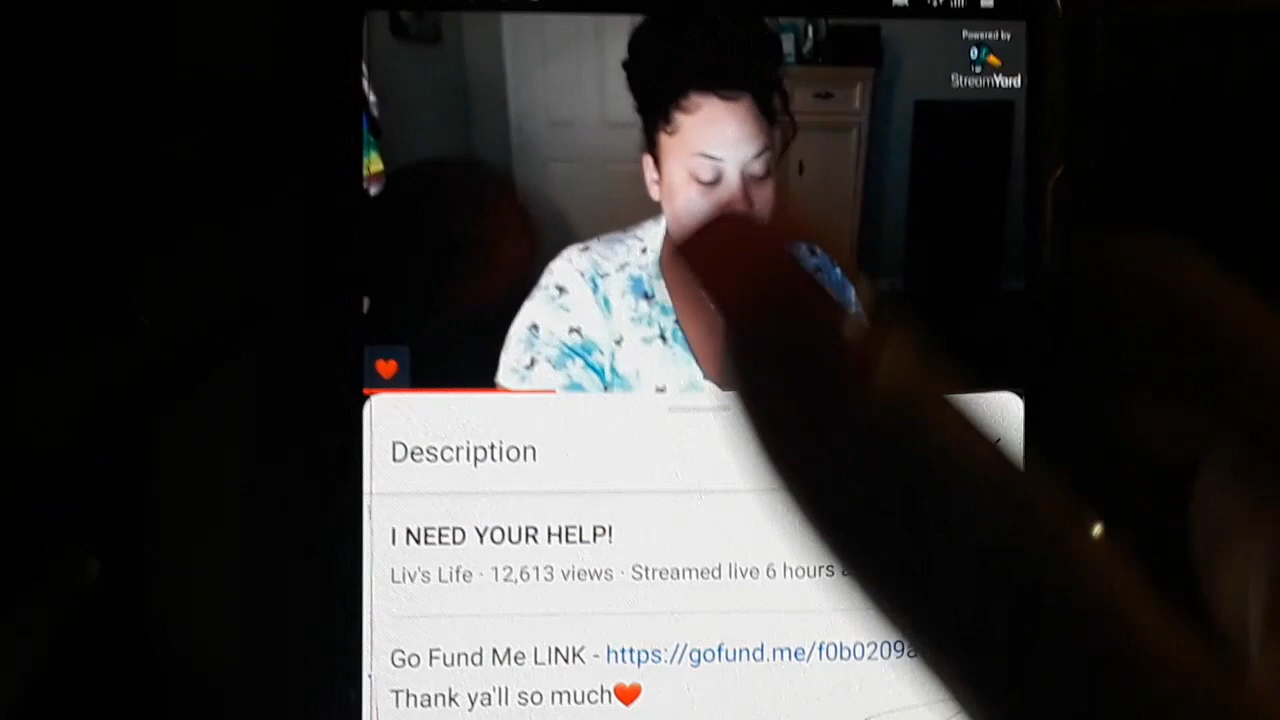 Powered by
StreamYard
Description
I NEED YOUR HELP!
Liv's Life · 12,613 views · Streamed live 6 hours
Go Fund Me LINK - https://gofund.me/f0b0209a
Thank ya'll so much❤️